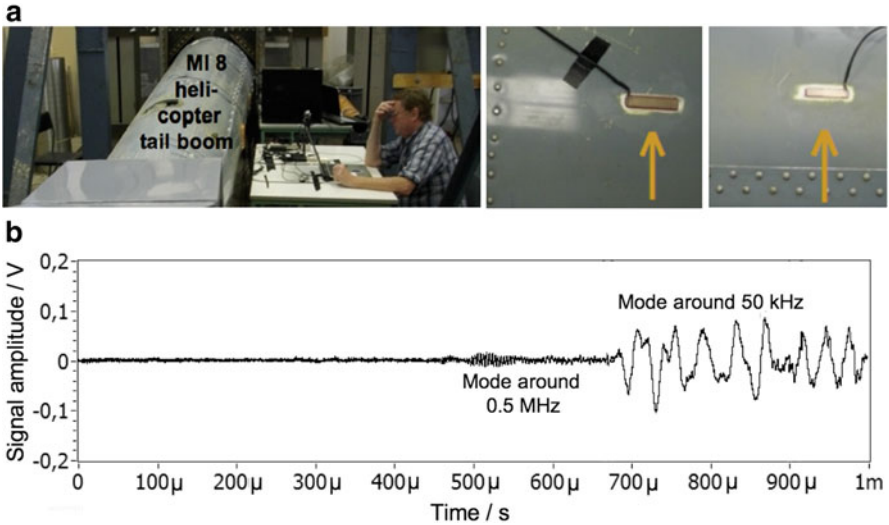 a
MI 8
heli-
copter
tail boom
b
Signal amplitude / V
0,2
0,1
0
-0,1
-0,2
Mode around 50 kHz
Mode around
0.5 MHz
0 100µ 200µ 300µ 400µ 500µ 600µ 700µ 800µ 900µ 1m
Time / s